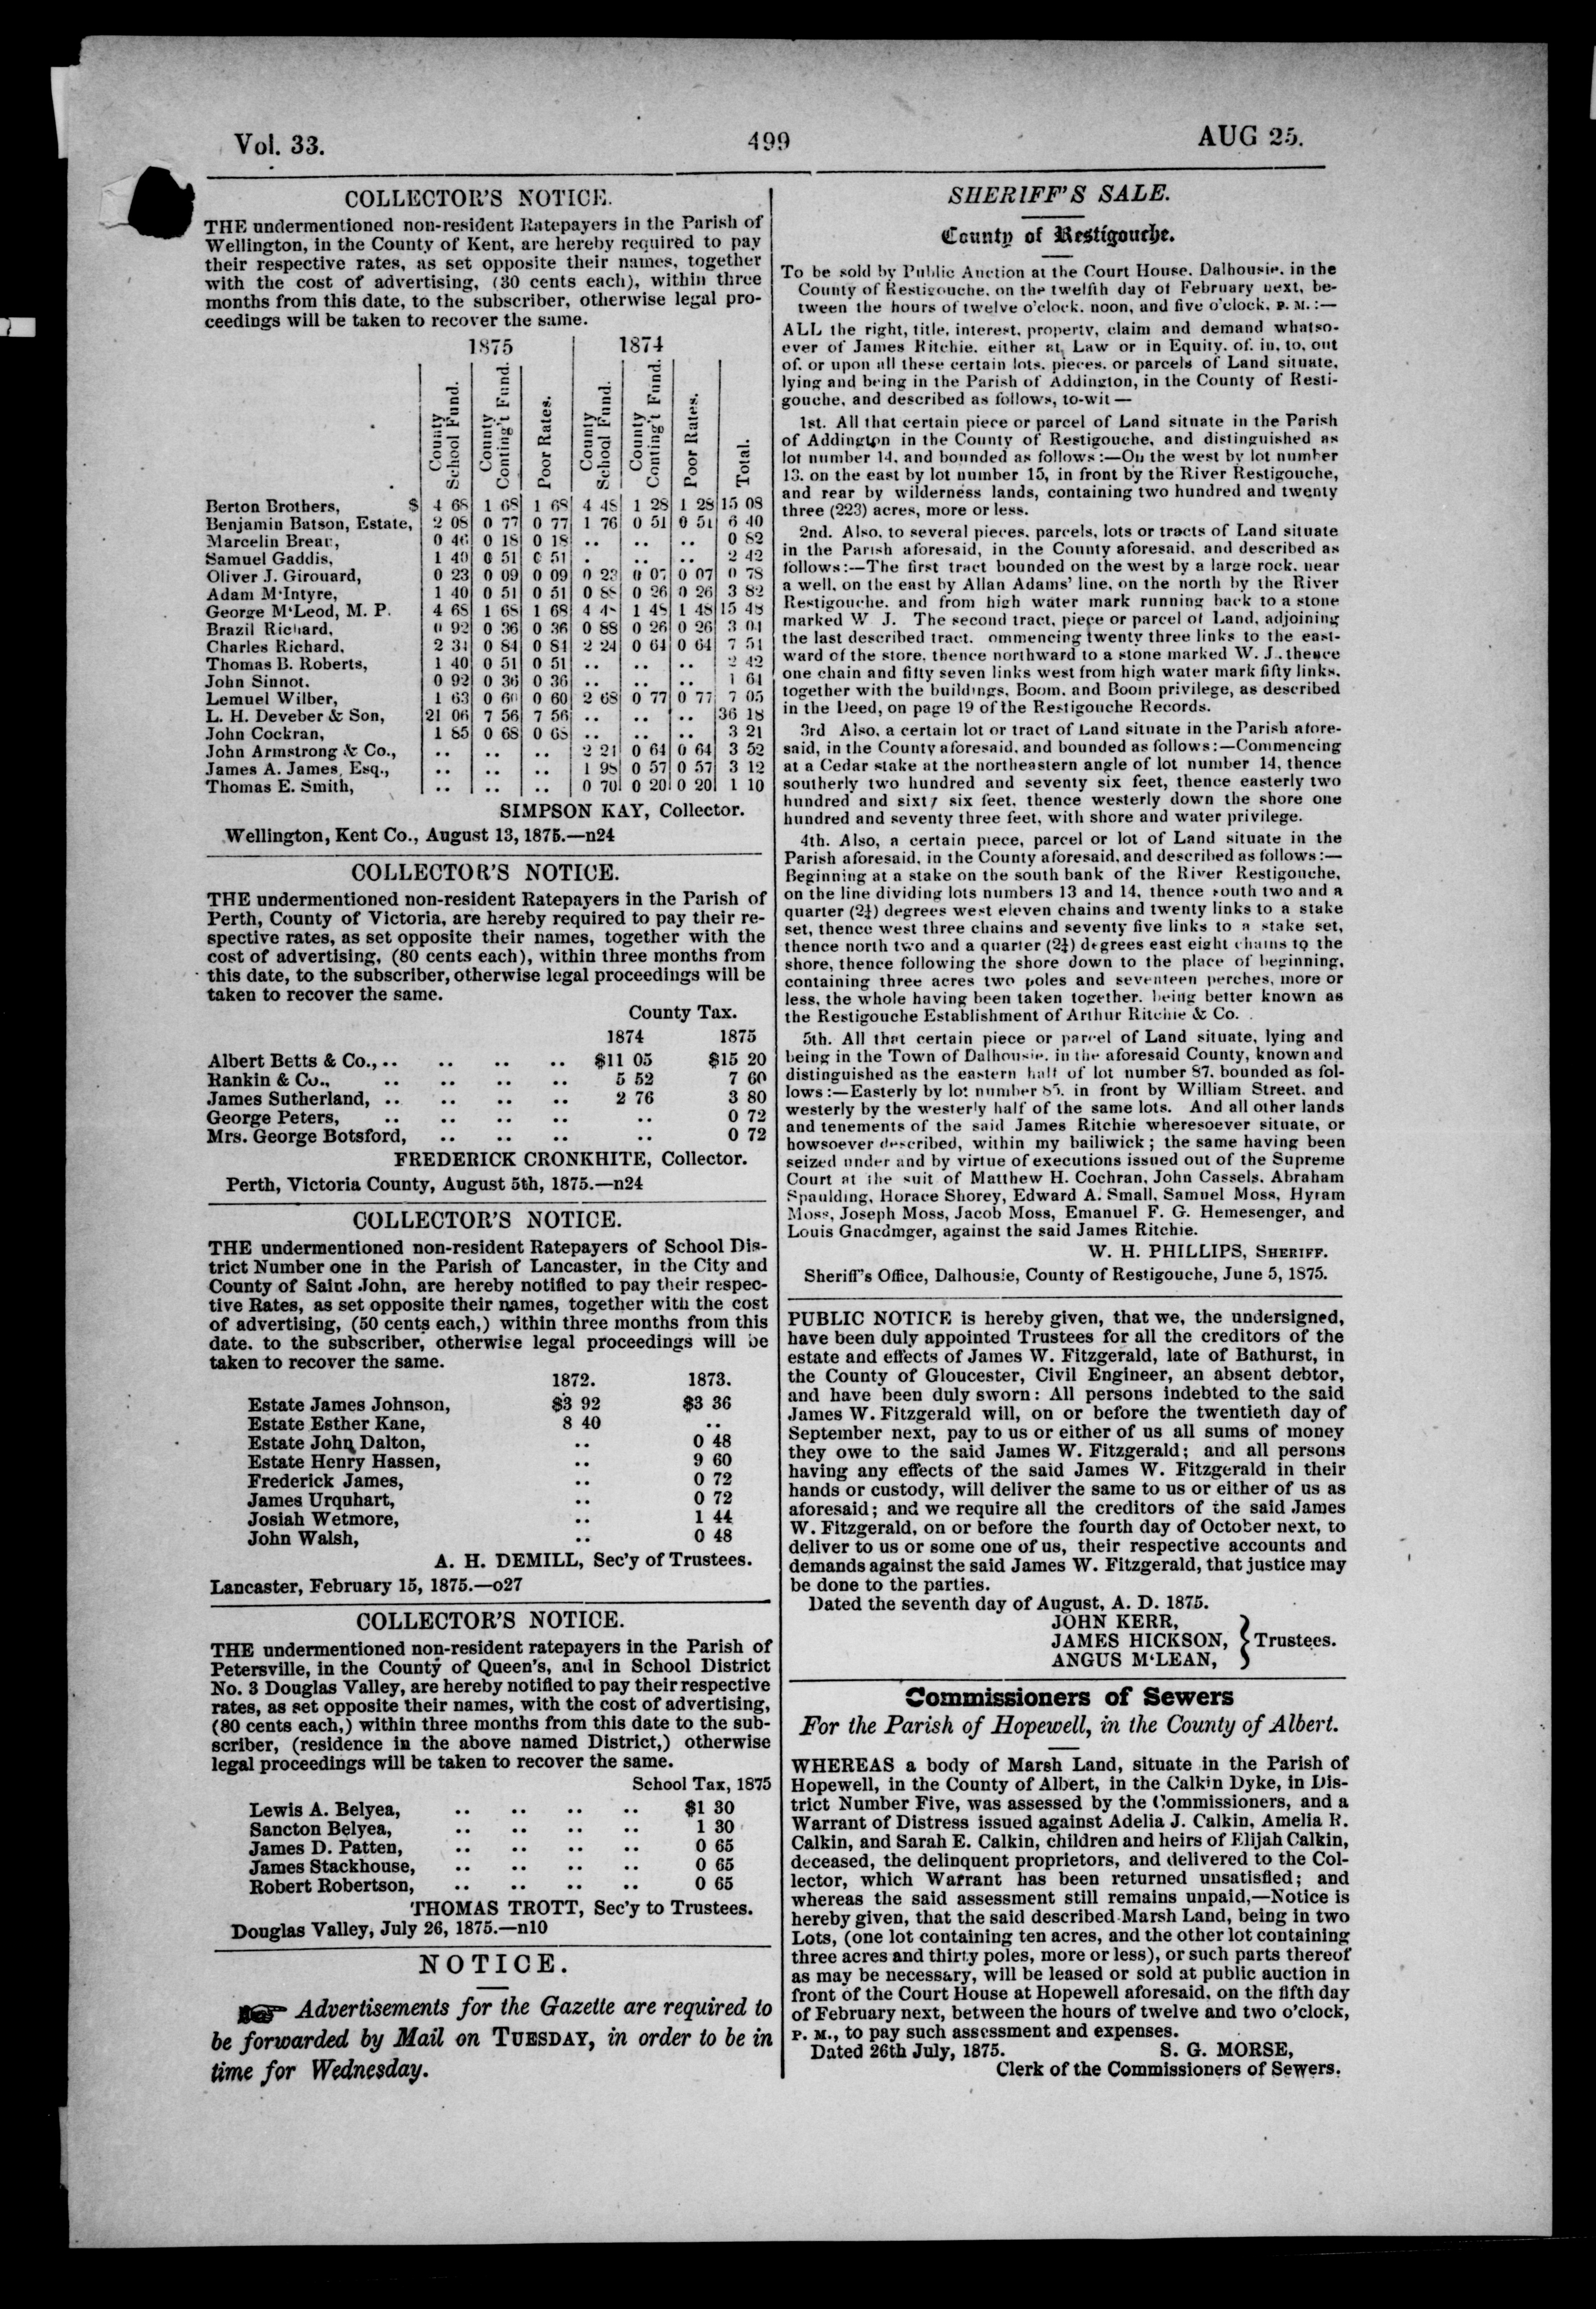 Vol. 33.
499
AUG 25.
COLLECTOR'S NOTICE.
THE undermentioned non-resident Ratepayers in the Parish of
Wellington, in the County of Kent, are hereby required to pay
their respective rates, as set opposite their names, together
with the cost of advertising, (30 cents each), within three
months from this date, to the subscriber, otherwise legal pro-
ceedings will be taken to recover the same.
1875 1874
County School Fund. County Conting't Fund. Poor Rates. County School Fund. County Conting't Fund. Poor Rates. Total.
Berton Brothers, $ 4 68 1 68 1 68 4 48 1 28 1 28 15 08
Benjamin Batson, Estate, 2 08 0 77 0 77 1 76 0 51 0 51 6 40
Marcelin Breau, 0 46 0 18 0 18 .. .. .. 0 82
Samuel Gaddis, 1 40 0 51 0 51 . .. .. 2 42
Oliver J. Girouard, 0 23 0 09 0 09 0 23 0 07 0 07 0 78
Adam M'Intyre, 1 40 0 51 0 51 0 88 0 26 0 26 3 82
George M'Leod, M. P. 4 68 1 68 1 68 4 48 1 48 1 48 15 48
Brazil Richard, 0 92 0 36 0 36 0 88 0 26 0 26 3 04
Charles Richard, 2 34 0 84 0 84 2 24 0 64 0 64 7 54
Thomas B. Roberts, 1 40 0 51 0 51 .. .. .. 2 42
John Sinnot. 0 92 0 36 0 36 .. .. .. 1 64
Lemuel Wilber, 1 63 0 60 0 60 2 68 0 77 0 77 7 05
L. H. Deveber & Son, 21 06 7 56 7 56 .. .. .. 36 18
John Cockran, 1 85 0 68 0 68 .. .. .. 3 21
John Armstrong & Co., .. .. .. 2 24 0 64 0 64 3 52
James A. James, Esq., .. .. .. 1 98 0 57 0 57 3 12
Thomas E. Smith, .. .. .. 0 70 0 20 0 20 1 10
SIMPSON KAY, Collector.
Wellington, Kent Co., August 13, 1875.—n24
COLLECTOR'S NOTICE.
THE undermentioned non-resident Ratepayers in the Parish of
Perth, County of Victoria, are hereby required to pay their re-
spective rates, as set opposite their names, together with the
cost of advertising, (80 cents each), within three months from
this date, to the subscriber, otherwise legal proceedings will be
taken to recover the same.
County Tax.
1874 1875
Albert Betts & Co., .. .. .. .. $11 05 $15 20
Rankin & Co., .. .. .. .. 5 52 7 60
James Sutherland, .. .. .. .. 2 76 3 80
George Peters, .. .. .. .. .. 0 72
Mrs. George Botsford, .. .. .. .. 0 72
FREDERICK CRONKHITE, Collector.
Perth, Victoria County, August 5th, 1875.—n24
COLLECTOR'S NOTICE.
THE undermentioned non-resident Ratepayers of School Dis-
trict Number one in the Parish of Lancaster, in the City and
County of Saint John, are hereby notified to pay their respec-
tive Rates, as set opposite their names, together with the cost
of advertising, (50 cents each,) within three months from this
date. to the subscriber, otherwise legal proceedings will be
taken to recover the same.
1872. 1873.
Estate James Johnson, $3 92 $3 36
Estate Esther Kane, 8 40 ..
Estate John Dalton, .. 0 48
Estate Henry Hassen, .. 9 60
Frederick James, .. 0 72
James Urquhart, .. 0 72
Josiah Wetmore, .. 1 44
John Walsh, .. 0 48
A. H. DEMILL, Sec'y of Trustees.
Lancaster, February 15, 1875.—o27
COLLECTOR'S NOTICE.
THE undermentioned non-resident ratepayers in the Parish of
Petersville, in the County of Queen's, and in School District
No. 3 Douglas Valley, are hereby notified to pay their respective
rates, as set opposite their names, with the cost of advertising,
(80 cents each,) within three months from this date to the sub-
scriber, (residence in the above named District,) otherwise
legal proceedings will be taken to recover the same.
School Tax, 1875
Lewis A. Belyea, .. .. .. .. $1 30
Sancton Belyea, .. .. .. .. 1 30
James D. Patten, .. .. .. .. 0 65
James Stackhouse, .. .. .. .. 0 65
Robert Robertson, .. .. .. .. 0 65
THOMAS TROTT, Sec'y to Trustees.
Douglas Valley, July 26, 1875.—n10
NOTICE.
☞ Advertisements for the Gazette are required to
be forwarded by Mail on TUESDAY, in order to be in
time for Wednesday.
SHERIFF'S SALE.
County of Restigouche.
To be sold by Public Auction at the Court House, Dalhousie, in the
County of Restigouche, on the twelfth day of February next, be-
tween the hours of twelve o'clock, noon, and five o'clock, P. M.:—
ALL the right, title, interest, property, claim and demand whatso-
ever of James Ritchie, either at Law or in Equity, of, in, to, out
of, or upon all these certain lots, pieces, or parcels of Land situate,
lying and being in the Parish of Addington, in the County of Resti-
gouche, and described as follows, to-wit —
1st. All that certain piece or parcel of Land situate in the Parish
of Addington in the County of Restigouche, and distinguished as
lot number 14, and bounded as follows:—On the west by lot number
13. on the east by lot number 15, in front by the River Restigouche,
and rear by wilderness lands, containing two hundred and twenty
three (223) acres, more or less.
2nd. Also, to several pieces, parcels, lots or tracts of Land situate
in the Parish aforesaid, in the County aforesaid, and described as
follows:—The first tract bounded on the west by a large rock, near
a well, on the east by Allan Adams' line, on the north by the River
Restigouche, and from high water mark running back to a stone
marked W J. The second tract, piece or parcel of Land, adjoining
the last described tract. ommencing twenty three links to the east-
ward of the store, thence northward to a stone marked W. J. thence
one chain and fifty seven links west from high water mark fifty links,
together with the buildings, Boom, and Boom privilege, as described
in the Deed, on page 19 of the Restigouche Records.
3rd Also, a certain lot or tract of Land situate in the Parish afore-
said, in the County aforesaid, and bounded as follows:—Commencing
at a Cedar stake at the northeastern angle of lot number 14, thence
southerly two hundred and seventy six feet, thence easterly two
hundred and sixty six feet, thence westerly down the shore one
hundred and seventy three feet, with shore and water privilege.
4th. Also, a certain piece, parcel or lot of Land situate in the
Parish aforesaid, in the County aforesaid, and described as follows:—
Beginning at a stake on the south bank of the River Restigouche,
on the line dividing lots numbers 13 and 14, thence south two and a
quarter (2¼) degrees west eleven chains and twenty links to a stake
set, thence west three chains and seventy five links to a stake set,
thence north two and a quarter (2¼) degrees east eight chains to the
shore, thence following the shore down to the place of beginning,
containing three acres two poles and seventeen perches, more or
less, the whole having been taken together, being better known as
the Restigouche Establishment of Arthur Ritchie & Co.
5th. All that certain piece or parcel of Land situate, lying and
being in the Town of Dalhousie, in the aforesaid County, known and
distinguished as the eastern half of lot number 87, bounded as fol-
lows:—Easterly by lot number 85, in front by William Street, and
westerly by the westerly half of the same lots. And all other lands
and tenements of the said James Ritchie wheresoever situate, or
howsoever described, within my bailiwick; the same having been
seized under and by virtue of executions issued out of the Supreme
Court at the suit of Matthew H. Cochran, John Cassels, Abraham
Spaulding, Horace Shorey, Edward A. Small, Samuel Moss, Hyram
Moss, Joseph Moss, Jacob Moss, Emanuel F. G. Hemesenger, and
Louis Gnaedmger, against the said James Ritchie.
W. H. PHILLIPS, SHERIFF.
Sheriff's Office, Dalhousie, County of Restigouche, June 5, 1875.
PUBLIC NOTICE is hereby given, that we, the undersigned,
have been duly appointed Trustees for all the creditors of the
estate and effects of James W. Fitzgerald, late of Bathurst, in
the County of Gloucester, Civil Engineer, an absent debtor,
and have been duly sworn: All persons indebted to the said
James W. Fitzgerald will, on or before the twentieth day of
September next, pay to us or either of us all sums of money
they owe to the said James W. Fitzgerald; and all persons
having any effects of the said James W. Fitzgerald in their
hands or custody, will deliver the same to us or either of us as
aforesaid; and we require all the creditors of the said James
W. Fitzgerald, on or before the fourth day of October next, to
deliver to us or some one of us, their respective accounts and
demands against the said James W. Fitzgerald, that justice may
be done to the parties.
Dated the seventh day of August, A. D. 1875.
JOHN KERR,
JAMES HICKSON, } Trustees.
ANGUS M'LEAN,
Commissioners of Sewers
For the Parish of Hopewell, in the County of Albert.
WHEREAS a body of Marsh Land, situate in the Parish of
Hopewell, in the County of Albert, in the Calkin Dyke, in Dis-
trict Number Five, was assessed by the Commissioners, and a
Warrant of Distress issued against Adelia J. Calkin, Amelia R.
Calkin, and Sarah E. Calkin, children and heirs of Elijah Calkin,
deceased, the delinquent proprietors, and delivered to the Col-
lector, which Warrant has been returned unsatisfied; and
whereas the said assessment still remains unpaid,—Notice is
hereby given, that the said described Marsh Land, being in two
Lots, (one lot containing ten acres, and the other lot containing
three acres and thirty poles, more or less), or such parts thereof
as may be necessary, will be leased or sold at public auction in
front of the Court House at Hopewell aforesaid, on the fifth day
of February next, between the hours of twelve and two o'clock,
P. M., to pay such assessment and expenses.
Dated 26th July, 1875. S. G. MORSE,
Clerk of the Commissioners of Sewers.